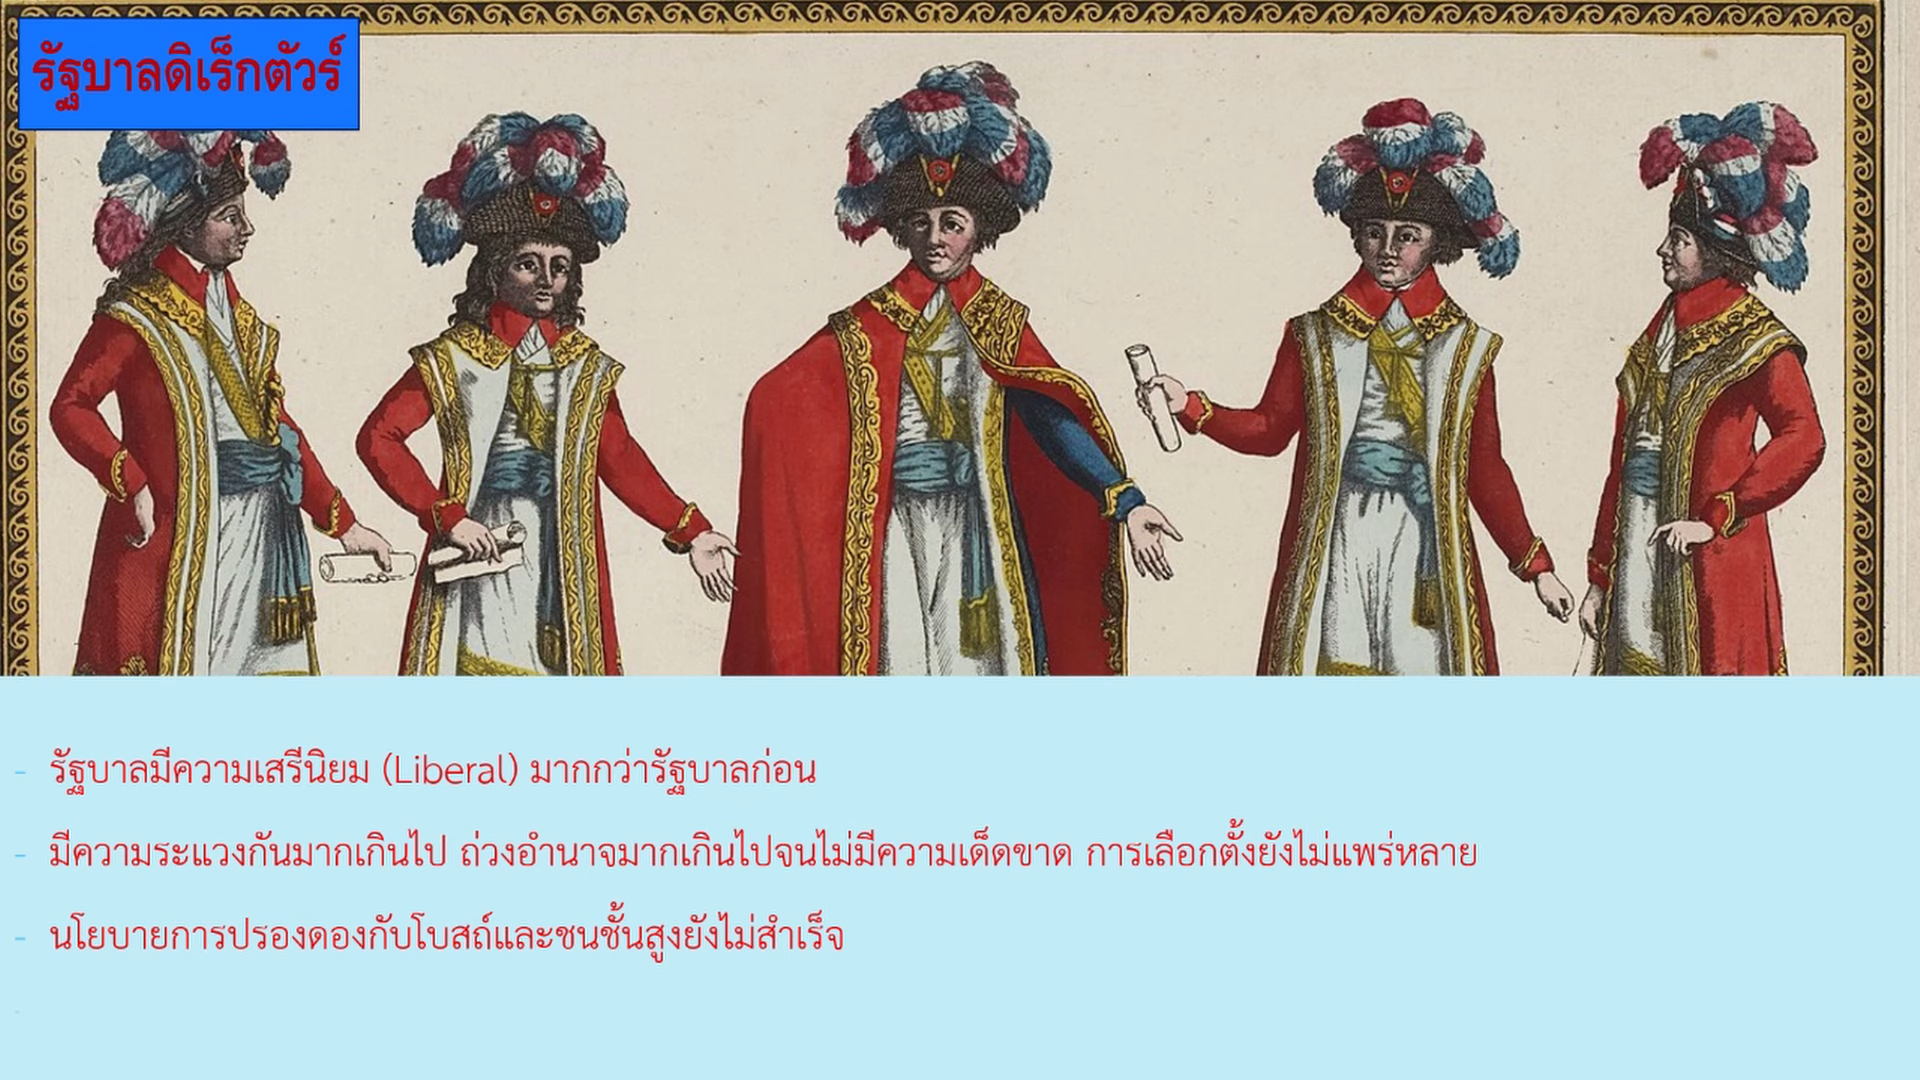 รัฐบาลดิเร็กตัวร์
- รัฐบาลมีความเสรีนิยม (Liberal) มากกว่ารัฐบาลก่อน
- มีความระแวงกันมากเกินไป ถ่วงอำนาจมากเกินไปจนไม่มีความเด็ดขาด การเลือกตั้งยังไม่แพร่หลาย
- นโยบายการปรองดองกับโบสถ์และชนชั้นสูงยังไม่สำเร็จ